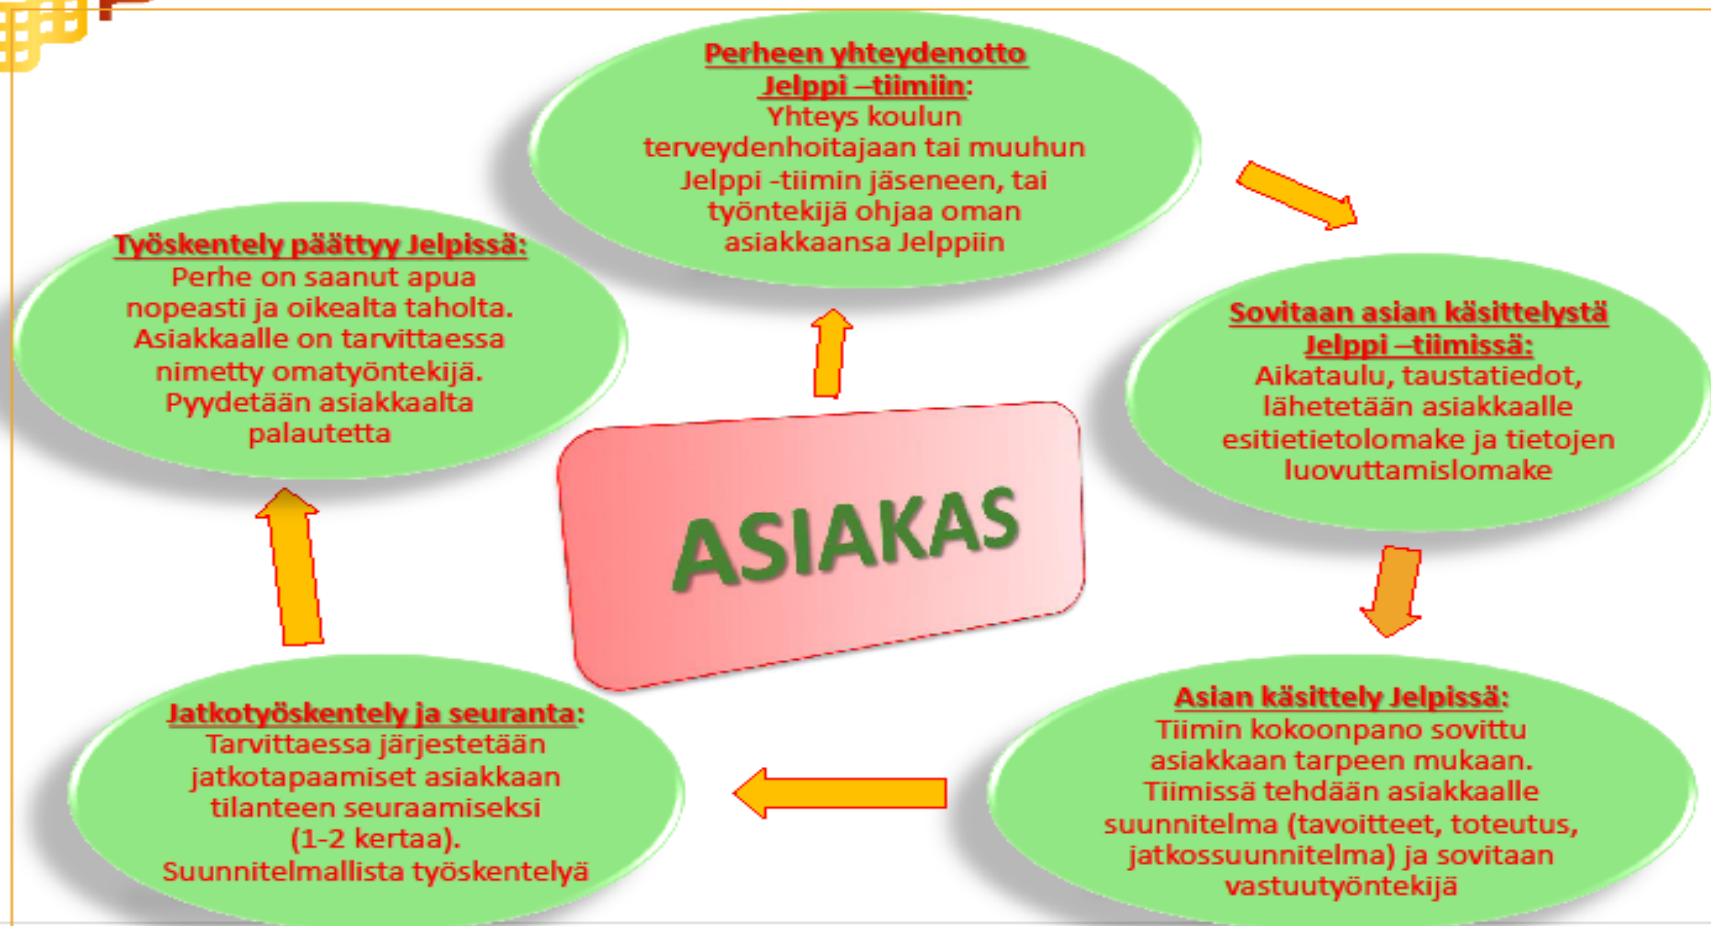 Perheen yhteydenotto
Jelppi –tiimiin:
Yhteys koulun
terveydenhoitajaan tai muuhun
Jelppi -tiimin jäseneen, tai
työntekijä ohjaa oman
asiakkaansa Jelppiin
Sovitaan asian käsittelystä
Jelppi –tiimissä:
Aikataulu, taustatiedot,
lähetetään asiakkaalle
esitietietolomake ja tietojen
luovuttamislomake
Asian käsittely Jelpissä:
Tiimin kokoonpano sovittu
asiakkaan tarpeen mukaan.
Tiimissä tehdään asiakkaalle
suunnitelma (tavoitteet, toteutus,
jatkossuunnitelma) ja sovitaan
vastuutyöntekijä
Jatkotyöskentely ja seuranta:
Tarvittaessa järjestetään
jatkotapaamiset asiakkaan
tilanteen seuraamiseksi
(1-2 kertaa).
Suunnitelmallista työskentelyä
Työskentely päättyy Jelpissä:
Perhe on saanut apua
nopeasti ja oikealta taholta.
Asiakkaalle on tarvittaessa
nimetty omatyöntekijä.
Pyydetään asiakkaalta
palautetta
ASIAKAS